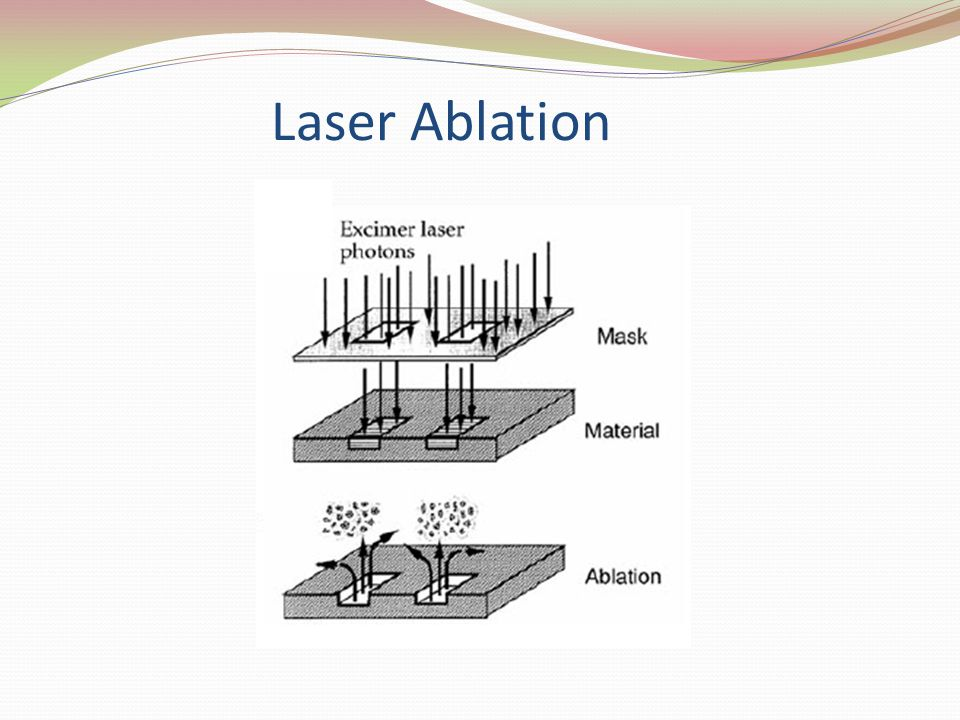 Laser Ablation
Excimer laser
photons
Mask
Material
Ablation